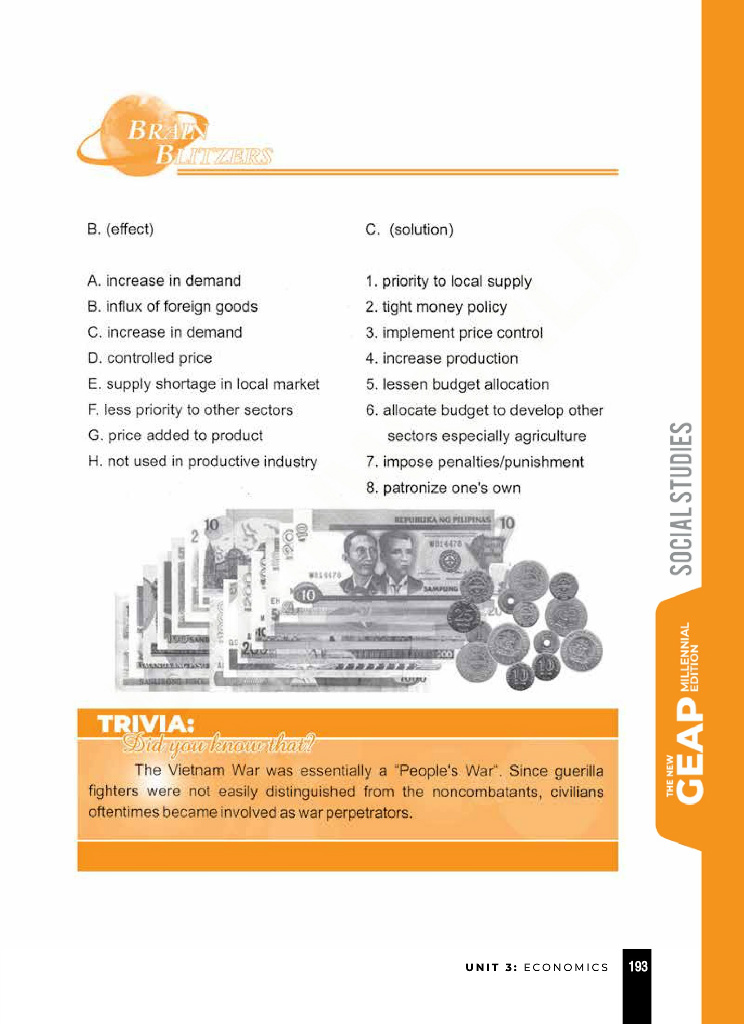 BRAIN
BLITZERS
B. (effect)
A. increase in demand
B. influx of foreign goods
C. increase in demand
D. controlled price
E. supply shortage in local market
F. less priority to other sectors
G. price added to product
H. not used in productive industry
C. (solution)
1. priority to local supply
2. tight money policy
3. implement price control
4. increase production
5. lessen budget allocation
6. allocate budget to develop other
sectors especially agriculture
7. impose penalties/punishment
8. patronize one's own
REPUBLIKA NG PILIPINAS
10
10
2
10
TRIVIA:
Did you know that?
The Vietnam War was essentially a "People's War". Since guerilla
fighters were not easily distinguished from the noncombatants, civilians
oftentimes became involved as war perpetrators.
SOCIAL STUDIES
THE NEW
GEAP
MILLENNIAL
EDITION
UNIT 3: ECONOMICS
193